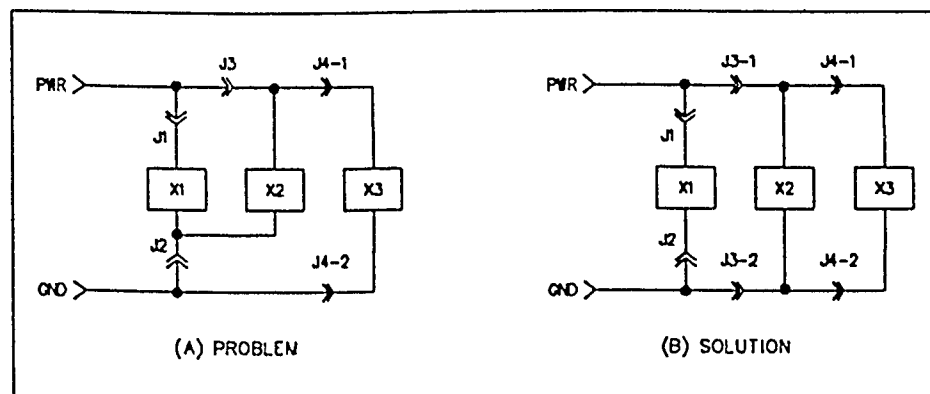 J3 J4-1
PWR
J1
X1 X2 X3
J2
J4-2
GND
(A) PROBLEM
J3-1 J4-1
PWR
J1
X1 X2 X3
J2
J3-2 J4-2
GND
(B) SOLUTION